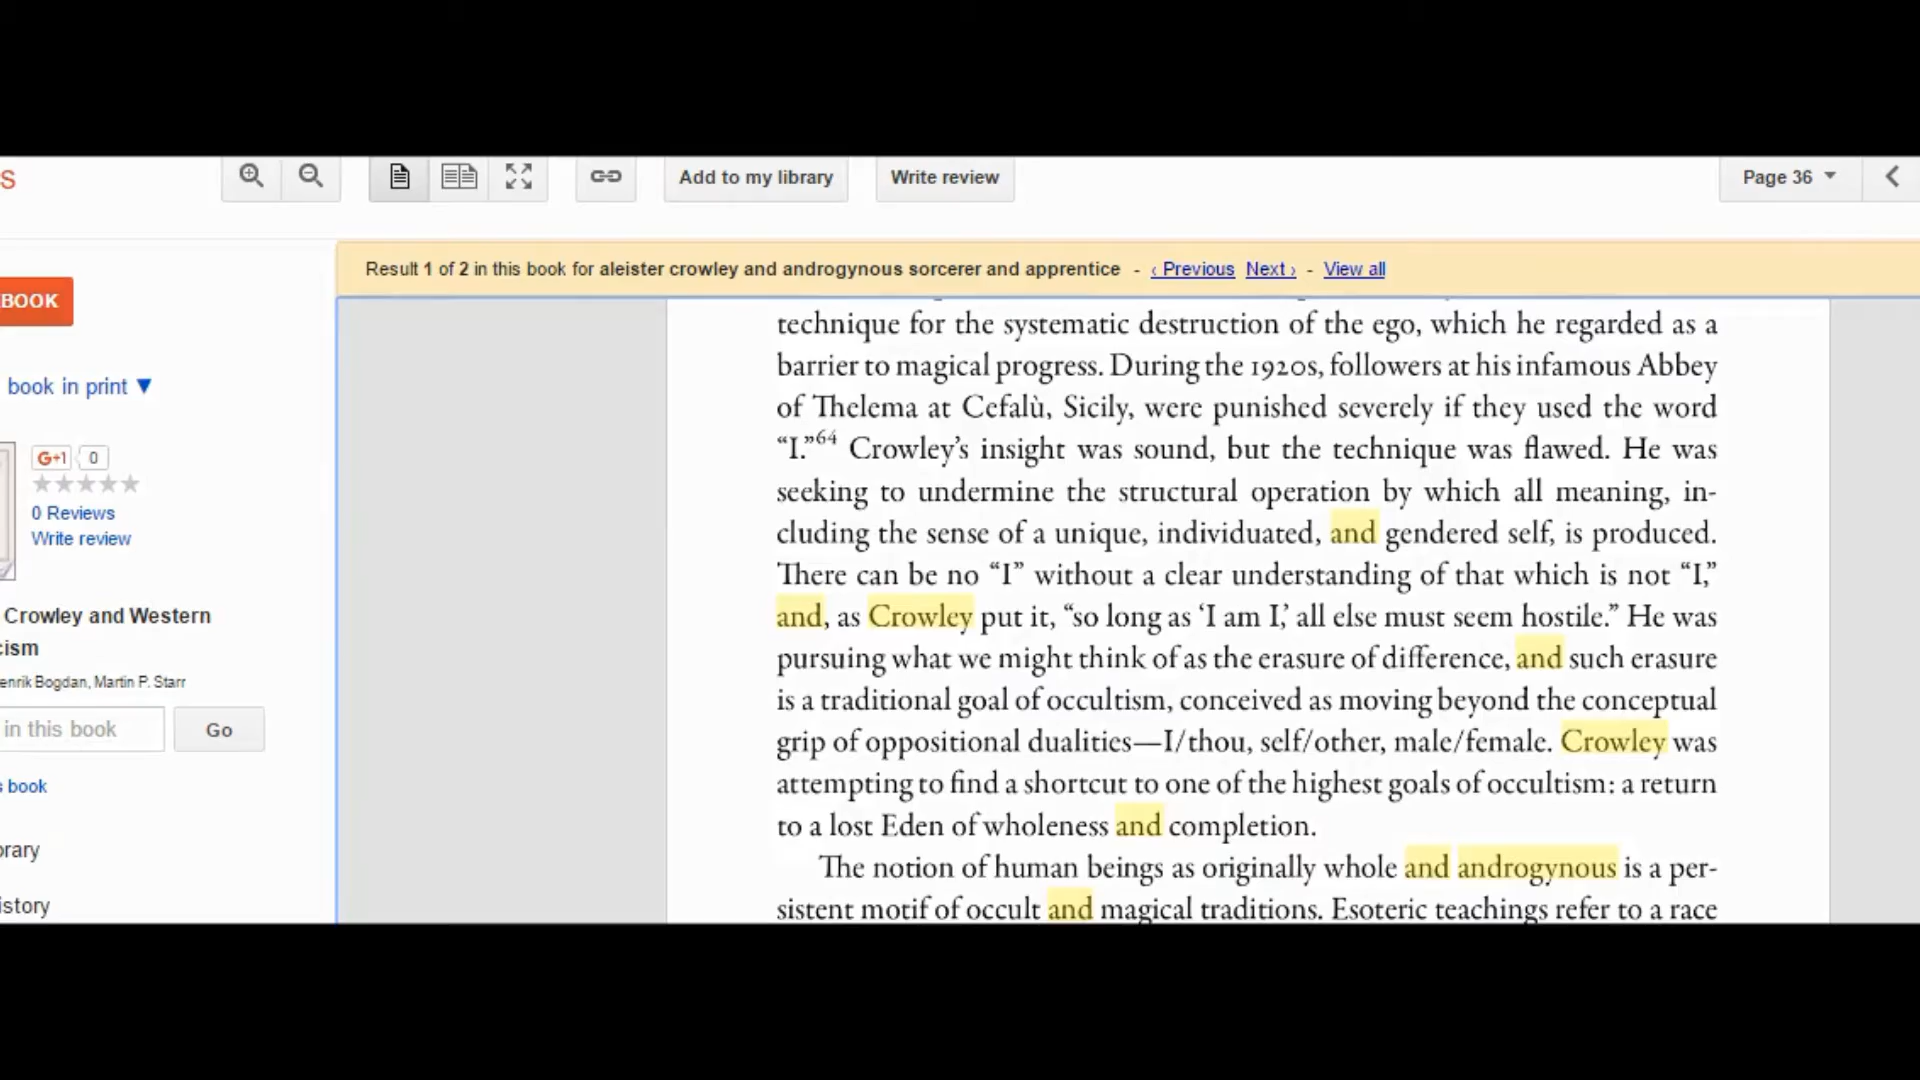 S
Add to my library
Write review
Page 36
Result 1 of 2 in this book for aleister crowley and androgynous sorcerer and apprentice - ‹ Previous Next › - View all
BOOK
book in print ▼
G+1 0
0 Reviews
Write review
Crowley and Western
cism
enrik Bogdan, Martin P. Starr
in this book
Go
s book
orary
istory
technique for the systematic destruction of the ego, which he regarded as a
barrier to magical progress. During the 1920s, followers at his infamous Abbey
of Thelema at Cefalù, Sicily, were punished severely if they used the word
“I.”64 Crowley’s insight was sound, but the technique was flawed. He was
seeking to undermine the structural operation by which all meaning, in-
cluding the sense of a unique, individuated, and gendered self, is produced.
There can be no “I” without a clear understanding of that which is not “I,”
and, as Crowley put it, “so long as ‘I am I,’ all else must seem hostile.” He was
pursuing what we might think of as the erasure of difference, and such erasure
is a traditional goal of occultism, conceived as moving beyond the conceptual
grip of oppositional dualities—I/thou, self/other, male/female. Crowley was
attempting to find a shortcut to one of the highest goals of occultism: a return
to a lost Eden of wholeness and completion.
The notion of human beings as originally whole and androgynous is a per-
sistent motif of occult and magical traditions. Esoteric teachings refer to a race